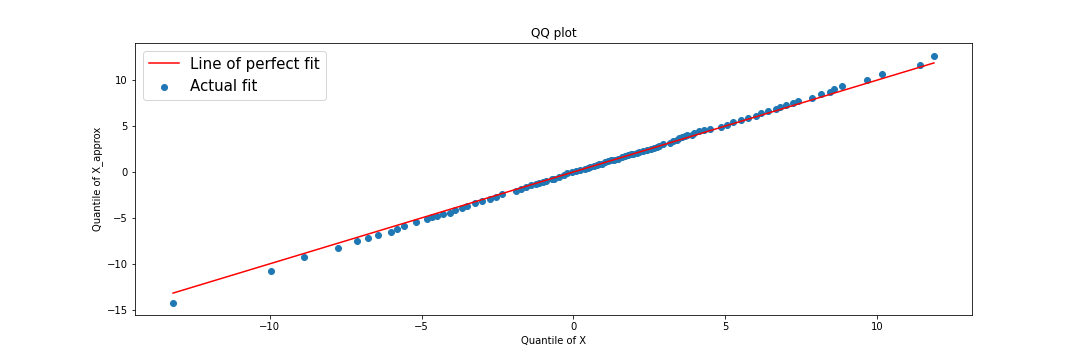 QQ plot
Line of perfect fit
Actual fit
10
5
0
−5
−10
−15
Quantile of X_approx
−10
−5
0
5
10
Quantile of X